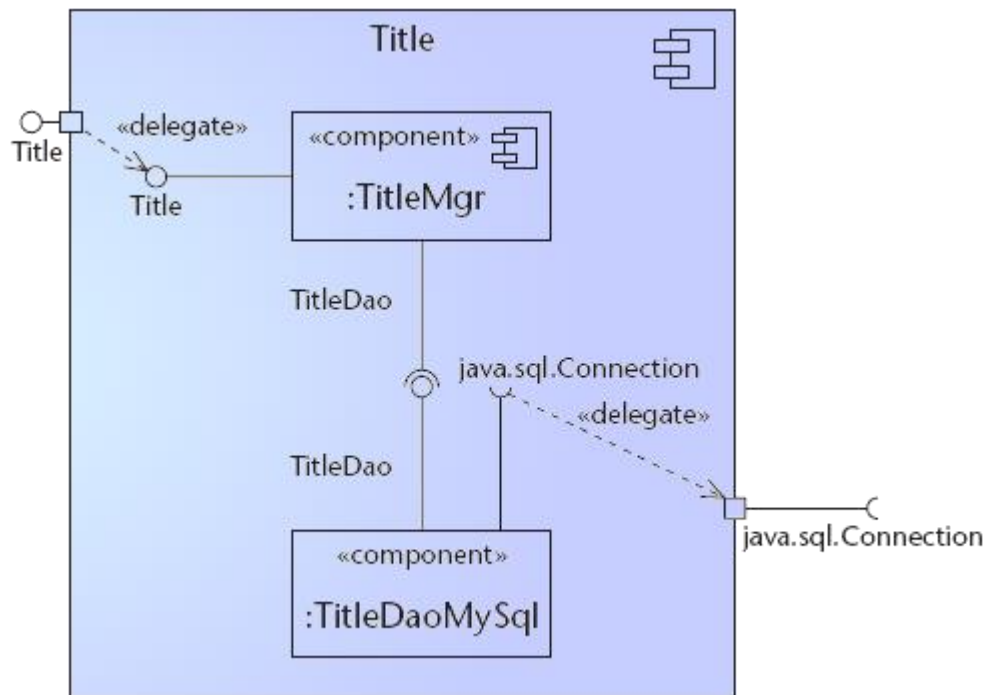 Title
«delegate»
Title
«component»
:TitleMgr
Title
TitleDao
java.sql.Connection
«delegate»
TitleDao
java.sql.Connection
«component»
:TitleDaoMySql